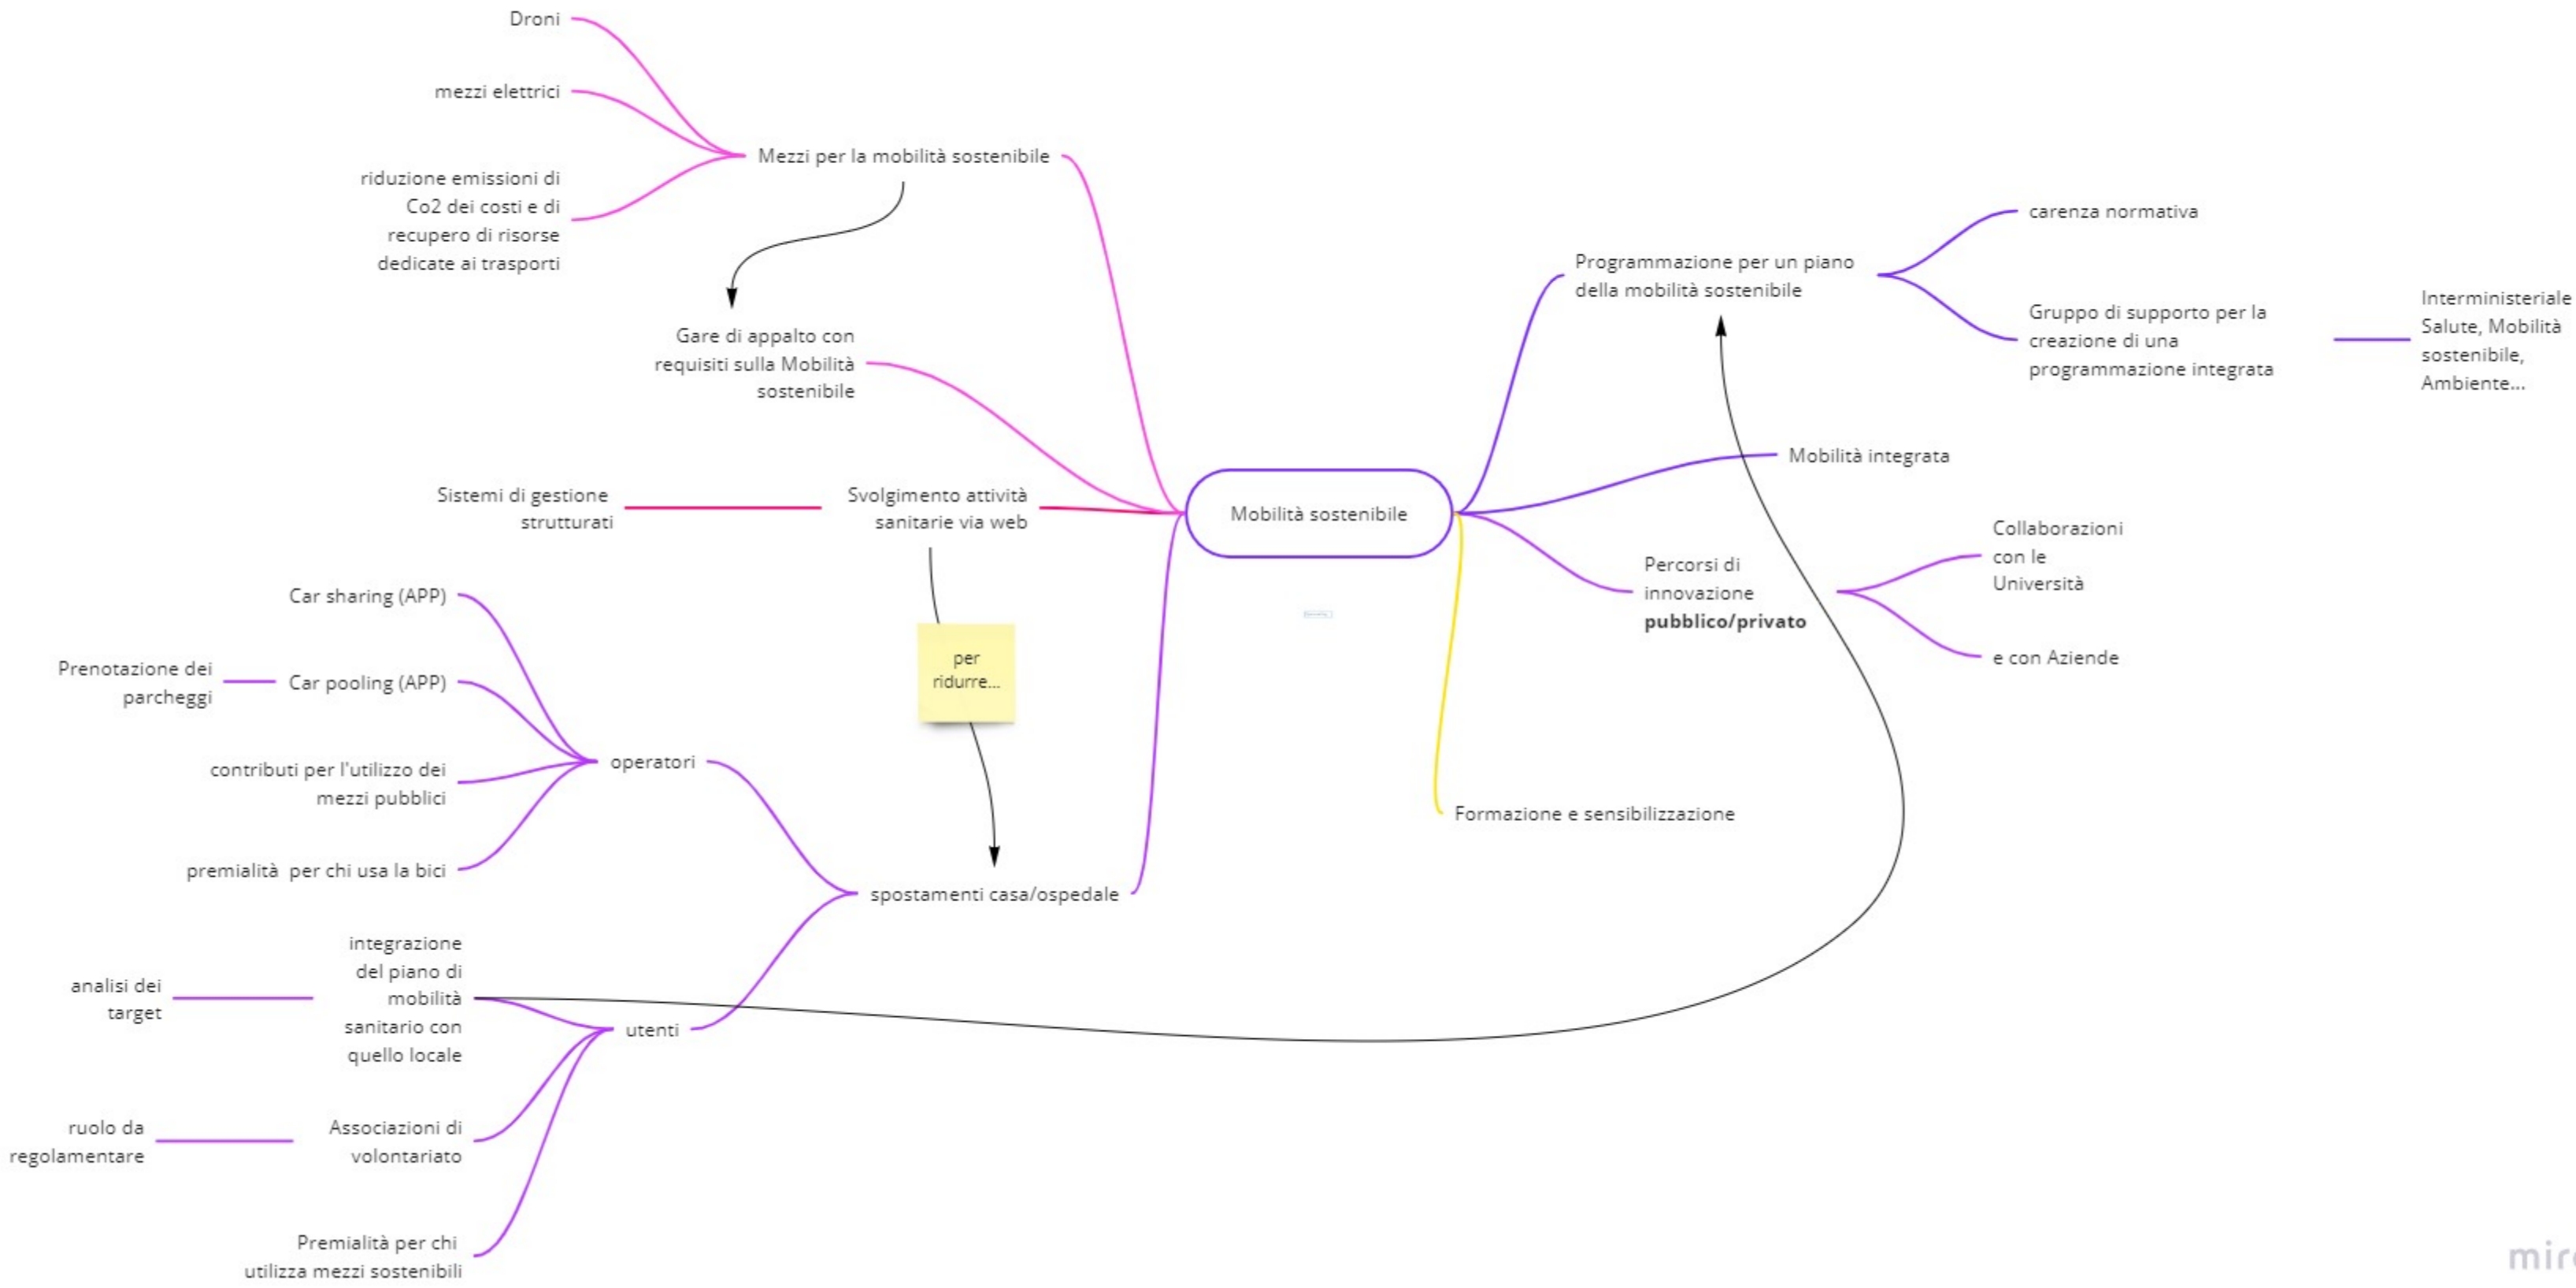 Droni
mezzi elettrici
riduzione emissioni di
Co2 dei costi e di
recupero di risorse
dedicate ai trasporti
Mezzi per la mobilità sostenibile
Gare di appalto con
requisiti sulla Mobilità
sostenibile
Sistemi di gestione
strutturati
Svolgimento attività
sanitarie via web
per
ridurre...
Car sharing (APP)
Prenotazione dei
parcheggi
Car pooling (APP)
contributi per l'utilizzo dei
mezzi pubblici
premialità  per chi usa la bici
operatori
spostamenti casa/ospedale
analisi dei
target
integrazione
del piano di
mobilità
sanitario con
quello locale
utenti
ruolo da
regolamentare
Associazioni di
volontariato
Premialità per chi
utilizza mezzi sostenibili
Mobilità sostenibile
Programmazione per un piano
della mobilità sostenibile
carenza normativa
Gruppo di supporto per la
creazione di una
programmazione integrata
Interministeriale
Salute, Mobilità
sostenibile,
Ambiente...
Mobilità integrata
Percorsi di
innovazione
pubblico/privato
Collaborazioni
con le
Università
e con Aziende
Formazione e sensibilizzazione